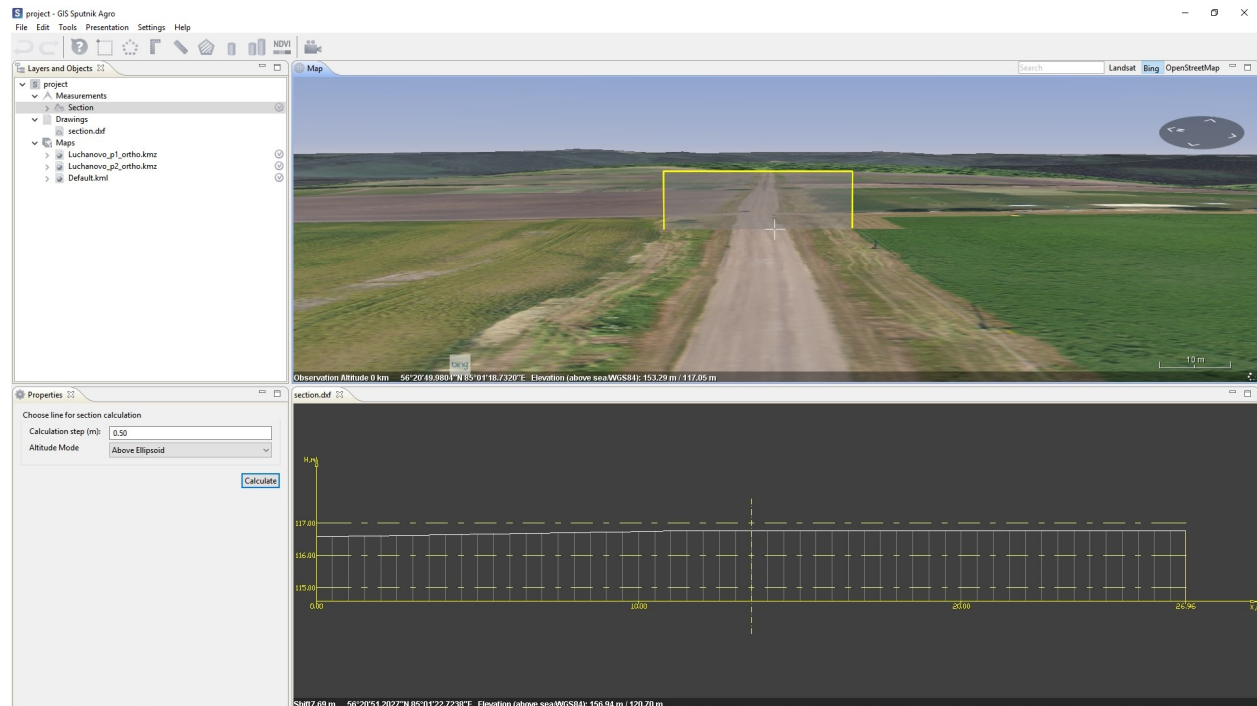 S project - GIS Sputnik Agro
File Edit Tools Presentation Settings Help
NDVI
Layers and Objects
S project
Measurements
Section
Drawings
section.dxf
Maps
Luchanovo_p1_ortho.kmz
Luchanovo_p2_ortho.kmz
Default.kml
Map
Search
Landsat Bing OpenStreetMap
bing
10 m
Observation Altitude 0 km 56°20'49.9804"N 85°01'18.7320"E Elevation (above sea/WGS84): 153.29 m / 117.05 m
Properties
Choose line for section calculation
Calculation step (m): 0.50
Altitude Mode Above Ellipsoid
Calculate
section.dxf
H,м
117.00
116.00
115.00
0.00 10.00 20.00 26.96
Shift7.69 m 56°20'51.2027"N 85°01'22.7238"E Elevation (above sea/WGS84): 156.94 m / 120.70 m